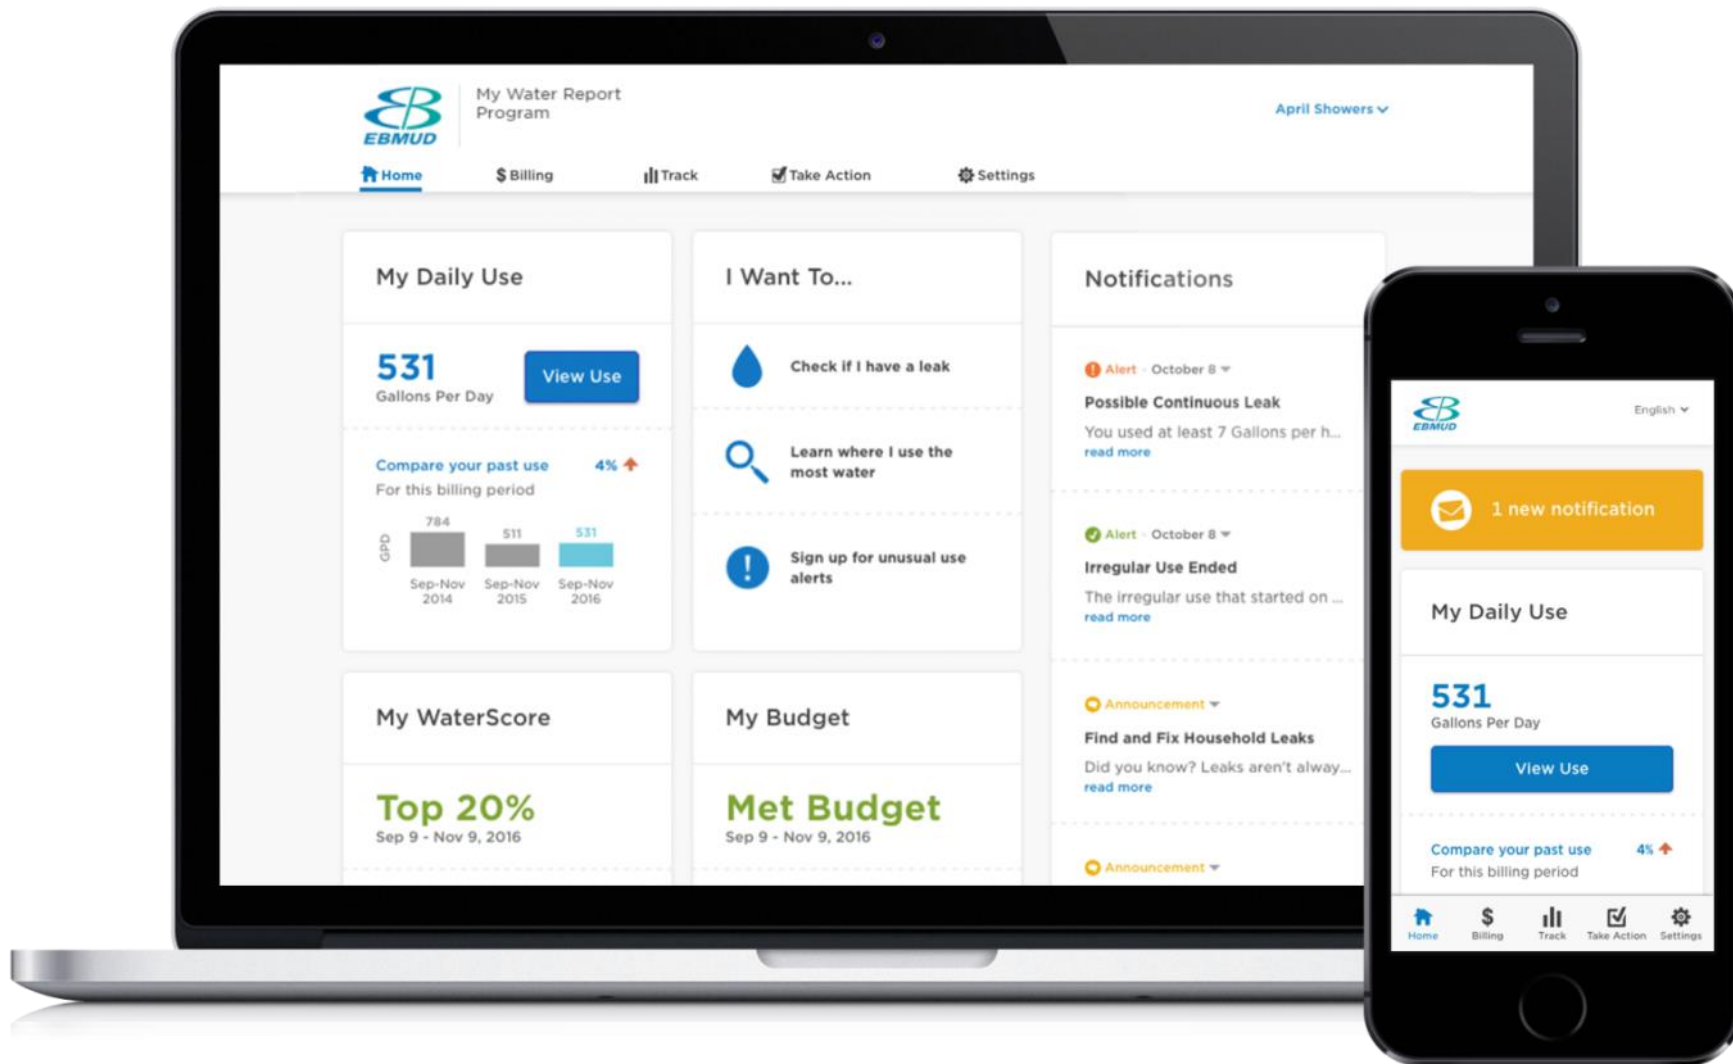 EBMUD
My Water Report
Program
April Showers
Home
$ Billing
Track
Take Action
Settings
My Daily Use
531
Gallons Per Day
View Use
Compare your past use 4%
For this billing period
GPD
784
511
531
Sep-Nov
2014
Sep-Nov
2015
Sep-Nov
2016
I Want To...
Check if I have a leak
Learn where I use the
most water
Sign up for unusual use
alerts
Notifications
Alert - October 8
Possible Continuous Leak
You used at least 7 Gallons per h...
read more
Alert - October 8
Irregular Use Ended
The irregular use that started on ...
read more
Announcement
Find and Fix Household Leaks
Did you know? Leaks aren't alway...
read more
Announcement
My WaterScore
Top 20%
Sep 9 - Nov 9, 2016
My Budget
Met Budget
Sep 9 - Nov 9, 2016
EBMUD
English
1 new notification
My Daily Use
531
Gallons Per Day
View Use
Compare your past use 4%
For this billing period
Home
$
Billing
Track
Take Action
Settings